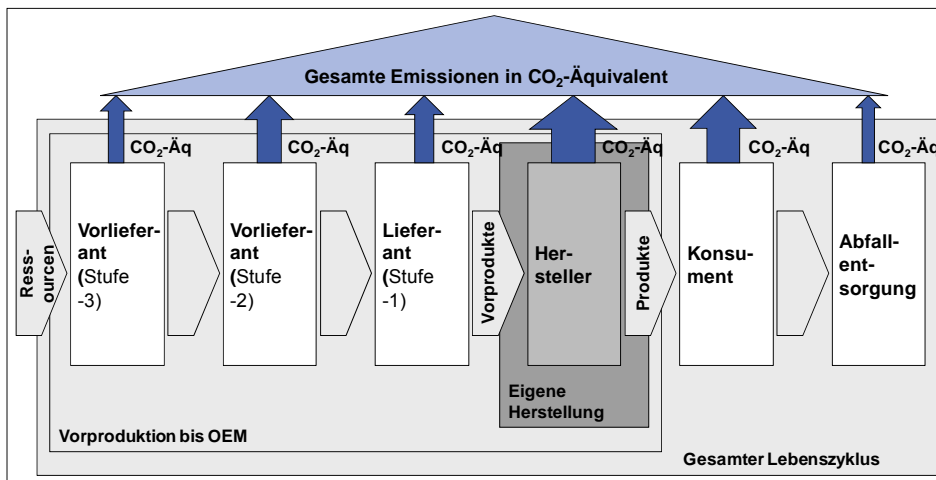 Gesamte Emissionen in CO₂-Äquivalent
CO₂-Äq
CO₂-Äq
CO₂-Äq
CO₂-Äq
CO₂-Äq
CO₂-Äq
Ress-
ourcen
Vorliefer-
ant
(Stufe
-3)
Vorliefer-
ant
(Stufe
-2)
Liefer-
ant
(Stufe
-1)
Vorprodukte
Her-
steller
Produkte
Konsu-
ment
Abfall-
ent-
sorgung
Eigene
Herstellung
Vorproduktion bis OEM
Gesamter Lebenszyklus